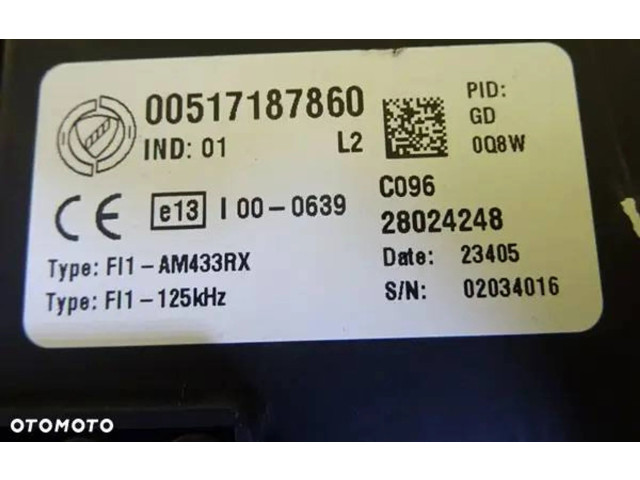 00517187860
IND: 01 L2
PID:
GD
0Q8W
e13 I 00-0639
C096
28024248
Type: FI1-AM433RX
Date: 23405
Type: FI1-125kHz
S/N: 02034016
OTOMOTO